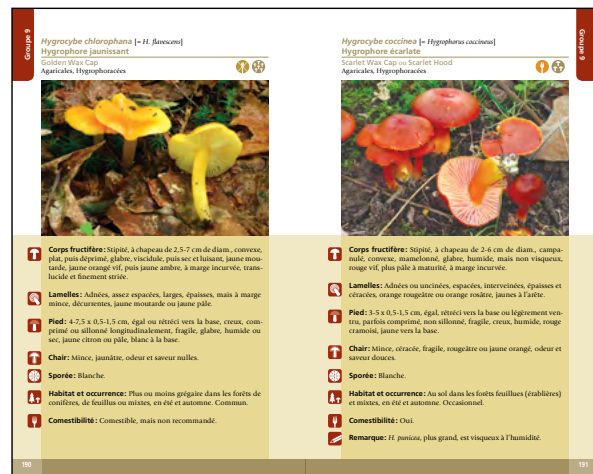 Groupe 9
Hygrocybe chlorophana [= H. flavescens]
Hygrophore jaunissant
Golden Wax Cap
Agaricales, Hygrophoracées
Corps fructifère: Stipité, à chapeau de 2,5-7 cm de diam., convexe,
plat, puis déprimé, glabre, viscidule, puis sec et luisant, jaune mou-
tarde, jaune orangé vif, puis jaune ambre, à marge incurvée, trans-
lucide et finement striée.
Lamelles: Adnées, assez espacées, larges, épaisses, mais à marge
mince, décurrentes, jaune moutarde ou jaune pâle.
Pied: 4-7,5 x 0,5-1,5 cm, égal ou rétréci vers la base, creux, com-
primé ou sillonné longitudinalement, fragile, glabre, humide ou
sec, jaune citron ou pâle, blanc à la base.
Chair: Mince, jaunâtre, odeur et saveur nulles.
Sporée: Blanche.
Habitat et occurrence: Plus ou moins grégaire dans les forêts de
conifères, de feuillus ou mixtes, en été et automne. Commun.
Comestibilité: Comestible, mais non recommandé.
190
Groupe 9
Hygrocybe coccinea [= Hygrophorus coccineus]
Hygrophore écarlate
Scarlet Wax Cap ou Scarlet Hood
Agaricales, Hygrophoracées
Corps fructifère: Stipité, à chapeau de 2-6 cm de diam., campa-
nulé, convexe, mamelonné, glabre, humide, mais non visqueux,
rouge vif, plus pâle à maturité, à marge incurvée.
Lamelles: Adnées ou uncinées, espacées, interveinées, épaisses et
céracées, orange rougeâtre ou orange rosâtre, jaunes à l'arête.
Pied: 3-5 x 0,5-1,5 cm, égal, rétréci vers la base ou légèrement ven-
tru, parfois comprimé, non sillonné, fragile, creux, humide, rouge
cramoisi, jaune vers la base.
Chair: Mince, céracée, fragile, rougeâtre ou jaune orangé, odeur et
saveur douces.
Sporée: Blanche.
Habitat et occurrence: Au sol dans les forêts feuillues (érablières)
et mixtes, en été et automne. Occasionnel.
Comestibilité: Oui.
Remarque: H. punicea, plus grand, est visqueux à l'humidité.
191